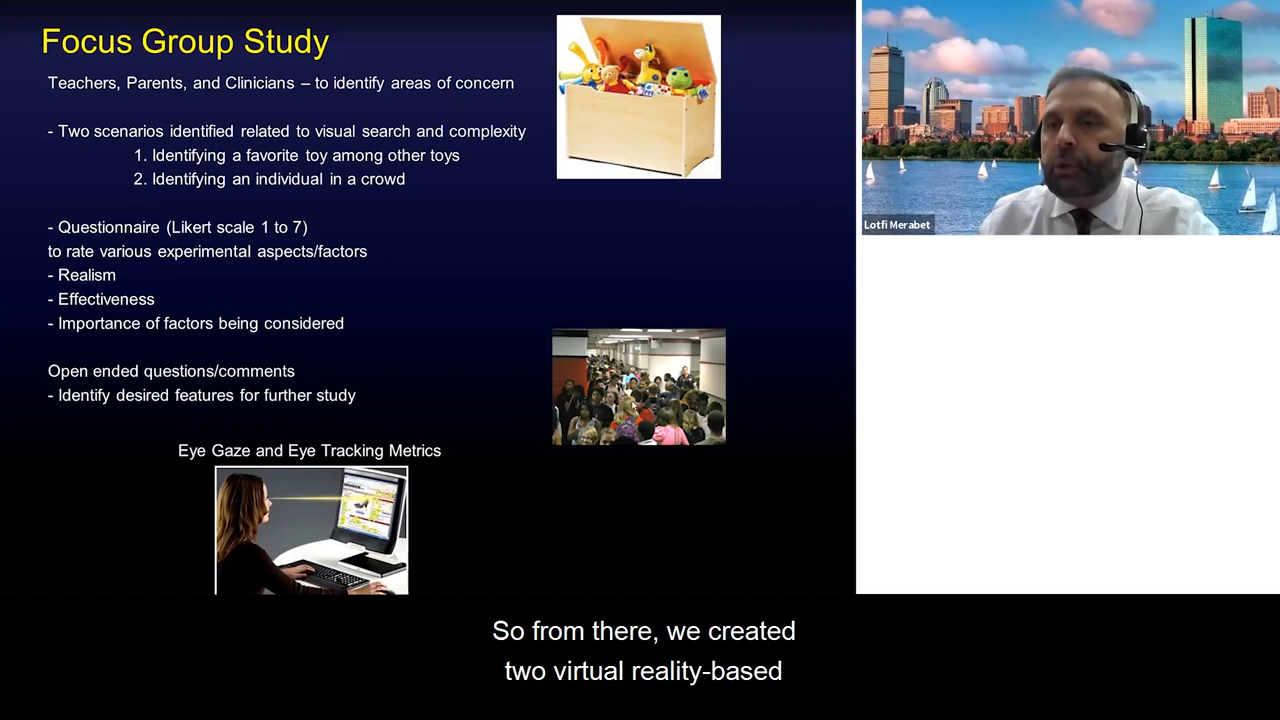 Focus Group Study
Teachers, Parents, and Clinicians – to identify areas of concern
- Two scenarios identified related to visual search and complexity
1. Identifying a favorite toy among other toys
2. Identifying an individual in a crowd
- Questionnaire (Likert scale 1 to 7)
to rate various experimental aspects/factors
- Realism
- Effectiveness
- Importance of factors being considered
Open ended questions/comments
- Identify desired features for further study
Eye Gaze and Eye Tracking Metrics
Lotfi Merabet
So from there, we created
two virtual reality-based